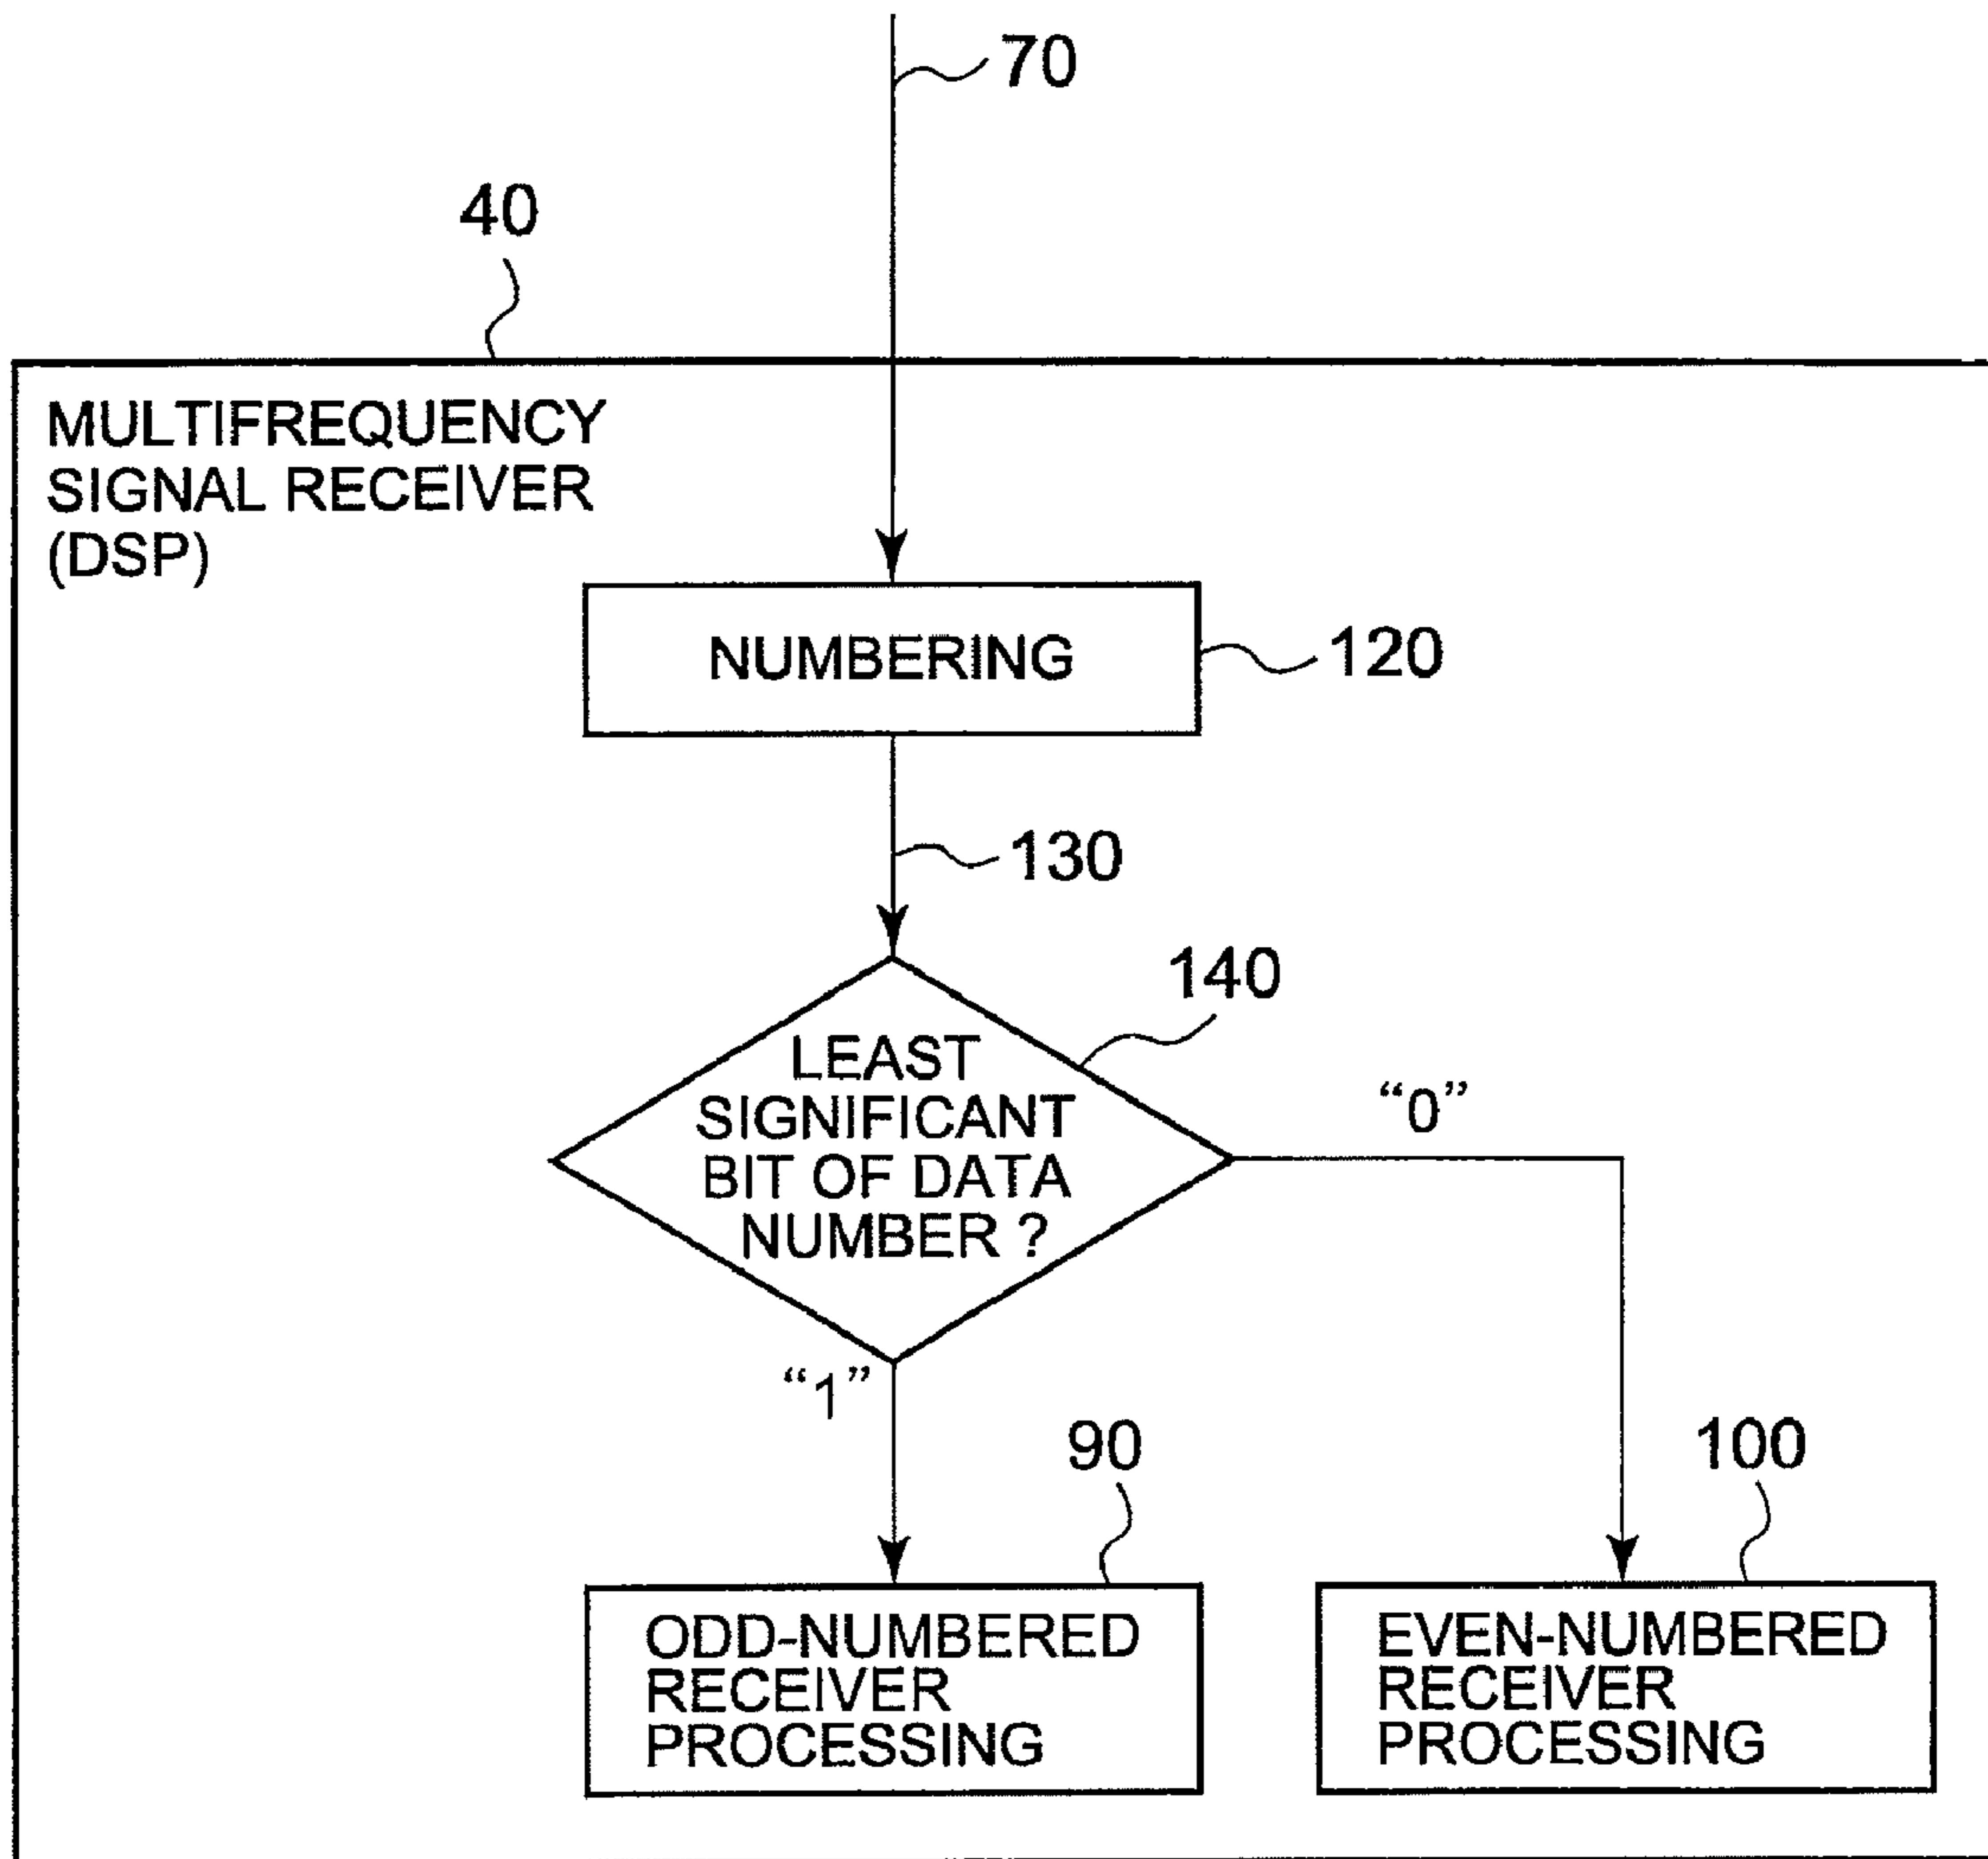 70
40
MULTIFREQUENCY
SIGNAL RECEIVER
(DSP)
NUMBERING
120
130
140
LEAST
SIGNIFICANT
BIT OF DATA
NUMBER ?
“0”
“1”
90
100
ODD-NUMBERED
RECEIVER
PROCESSING
EVEN-NUMBERED
RECEIVER
PROCESSING